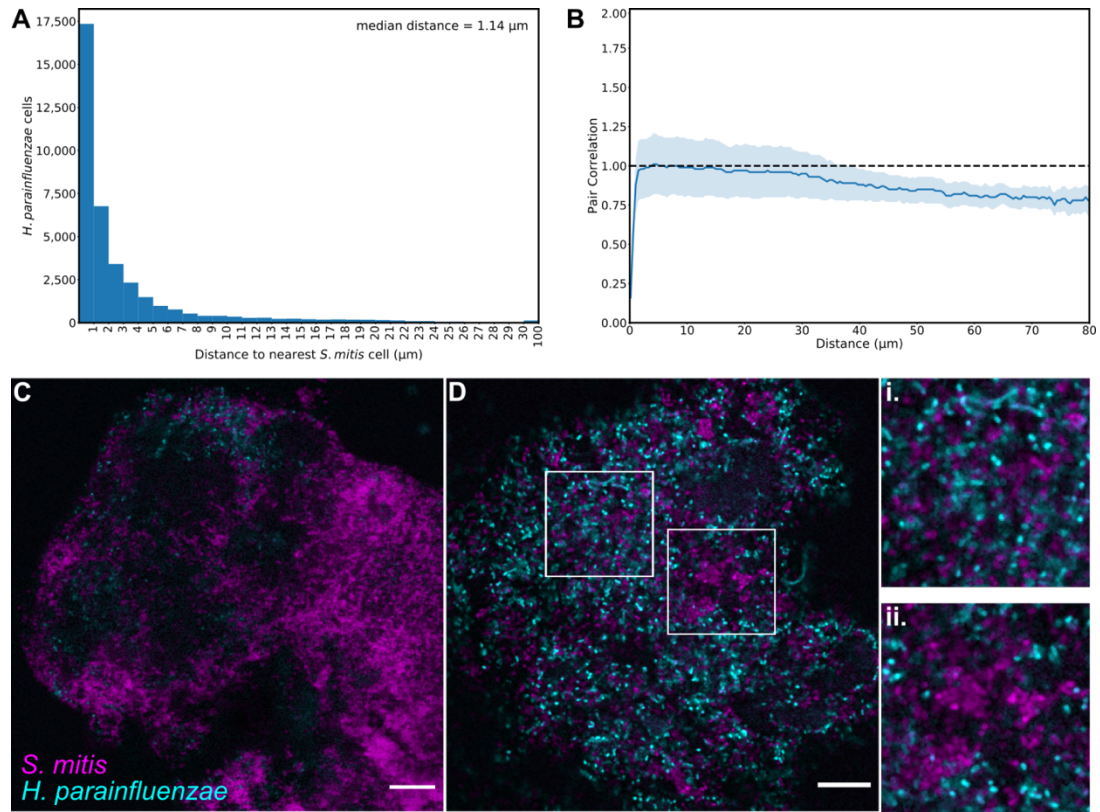 A
median distance = 1.14 µm
17,500
15,000
12,500
10,000
7,500
5,000
2,500
0
H. parainfluenzae cells
1 2 3 4 5 6 7 8 9 10 11 12 13 14 15 16 17 18 19 20 21 22 23 24 25 26 27 28 29 30 100
Distance to nearest S. mitis cell (µm)
B
2.00
1.75
1.50
1.25
1.00
0.75
0.50
0.25
0.00
Pair Correlation
0 10 20 30 40 50 60 70 80
Distance (µm)
C
S. mitis
H. parainfluenzae
D
i.
ii.